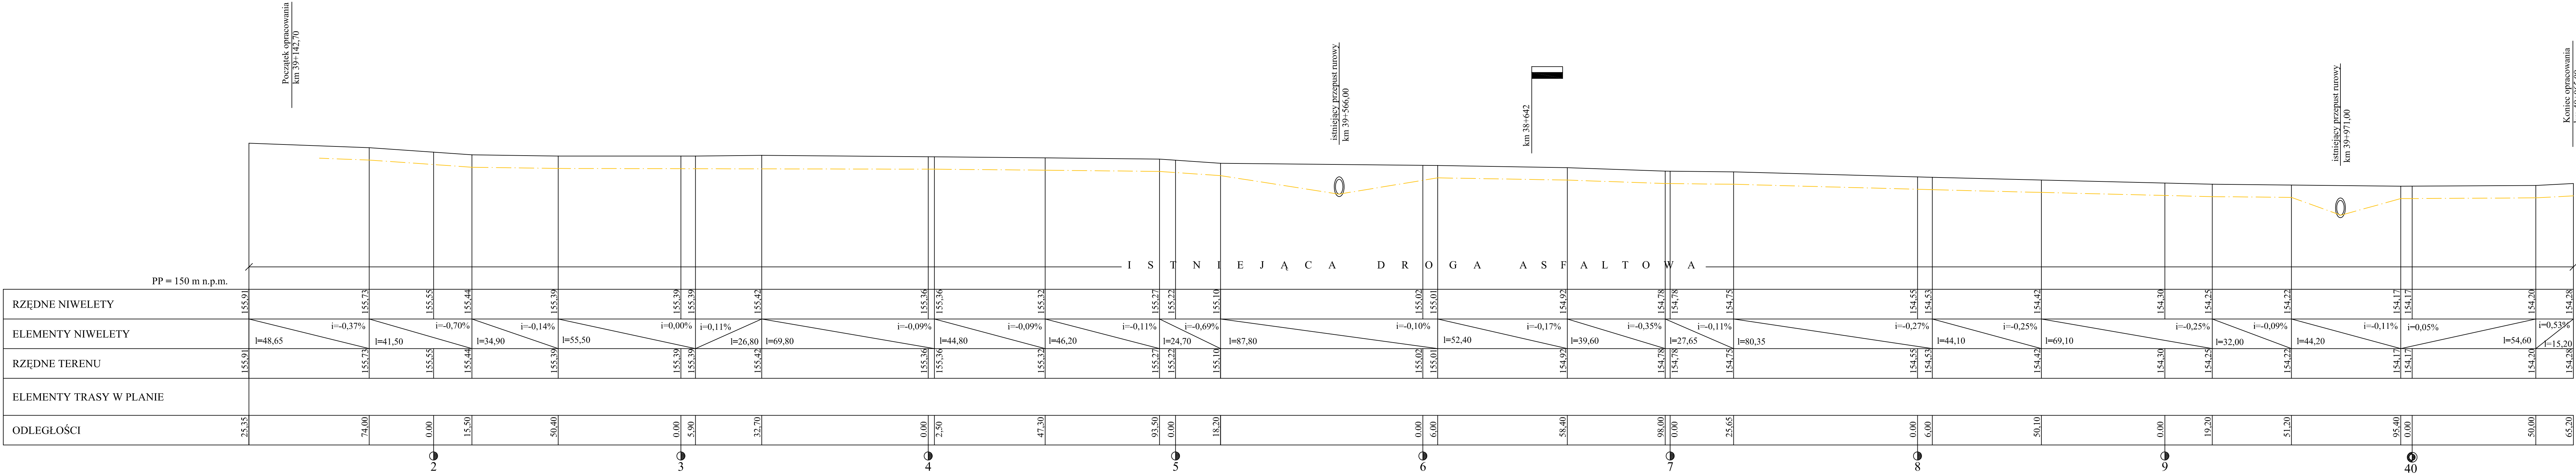 Początek opracowania
km 39+142,70
istniejący przepust rurowy
km 39+566,00
km 38+642
istniejący przepust rurowy
km 39+971,00
Koniec opracowania
I S T N I E J Ą C A D R O G A A S F A L T O W A
PP = 150 m n.p.m.
RZĘDNE NIWELETY
155,91 155,73 155,55 155,44 155,39 155,39 155,39 155,42 155,36 155,36 155,32 155,27 155,22 155,10 155,02 155,01 154,92 154,78 154,78 154,75 154,55 154,53 154,42 154,30 154,25 154,22 154,17 154,17 154,20 154,28
ELEMENTY NIWELETY
i=-0,37% i=-0,70% i=-0,14% i=0,00% i=0,11% i=-0,09% i=-0,09% i=-0,11% i=-0,69% i=-0,10% i=-0,17% i=-0,35% i=-0,11% i=-0,27% i=-0,25% i=-0,25% i=-0,09% i=-0,11% i=0,05% i=0,53%
l=48,65 l=41,50 l=34,90 l=55,50 l=26,80 l=69,80 l=44,80 l=46,20 l=24,70 l=87,80 l=52,40 l=39,60 l=27,65 l=80,35 l=44,10 l=69,10 l=32,00 l=44,20 l=54,60 l=15,20
RZĘDNE TERENU
155,91 155,73 155,55 155,44 155,39 155,39 155,39 155,42 155,36 155,36 155,32 155,27 155,22 155,10 155,02 155,01 154,92 154,78 154,78 154,75 154,55 154,53 154,42 154,30 154,25 154,22 154,17 154,17 154,20 154,28
ELEMENTY TRASY W PLANIE
ODLEGŁOŚCI
25,35 74,00 0.00 15,50 50,40 0.00 5,90 32,70 0.00 2,50 47,30 93,50 0.00 18,20 0.00 6,00 58,40 98,00 0.00 25,65 0.00 6,00 50,10 0.00 19,20 51,20 95,40 0.00 50,00 65,20
2 3 4 5 6 7 8 9 40